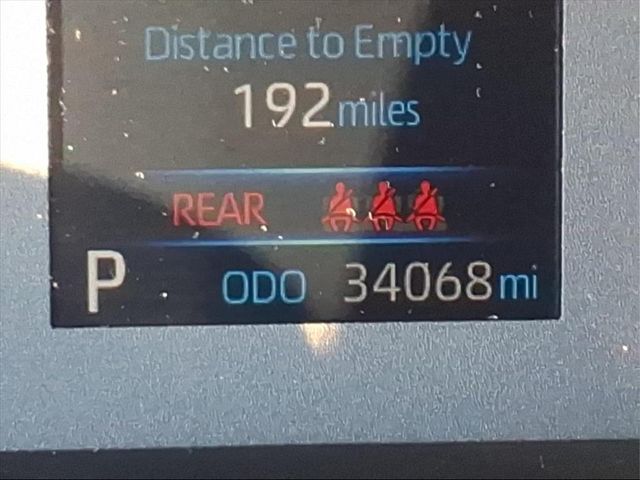 Distance to Empty
192 miles
REAR
P ODO 34068 mi